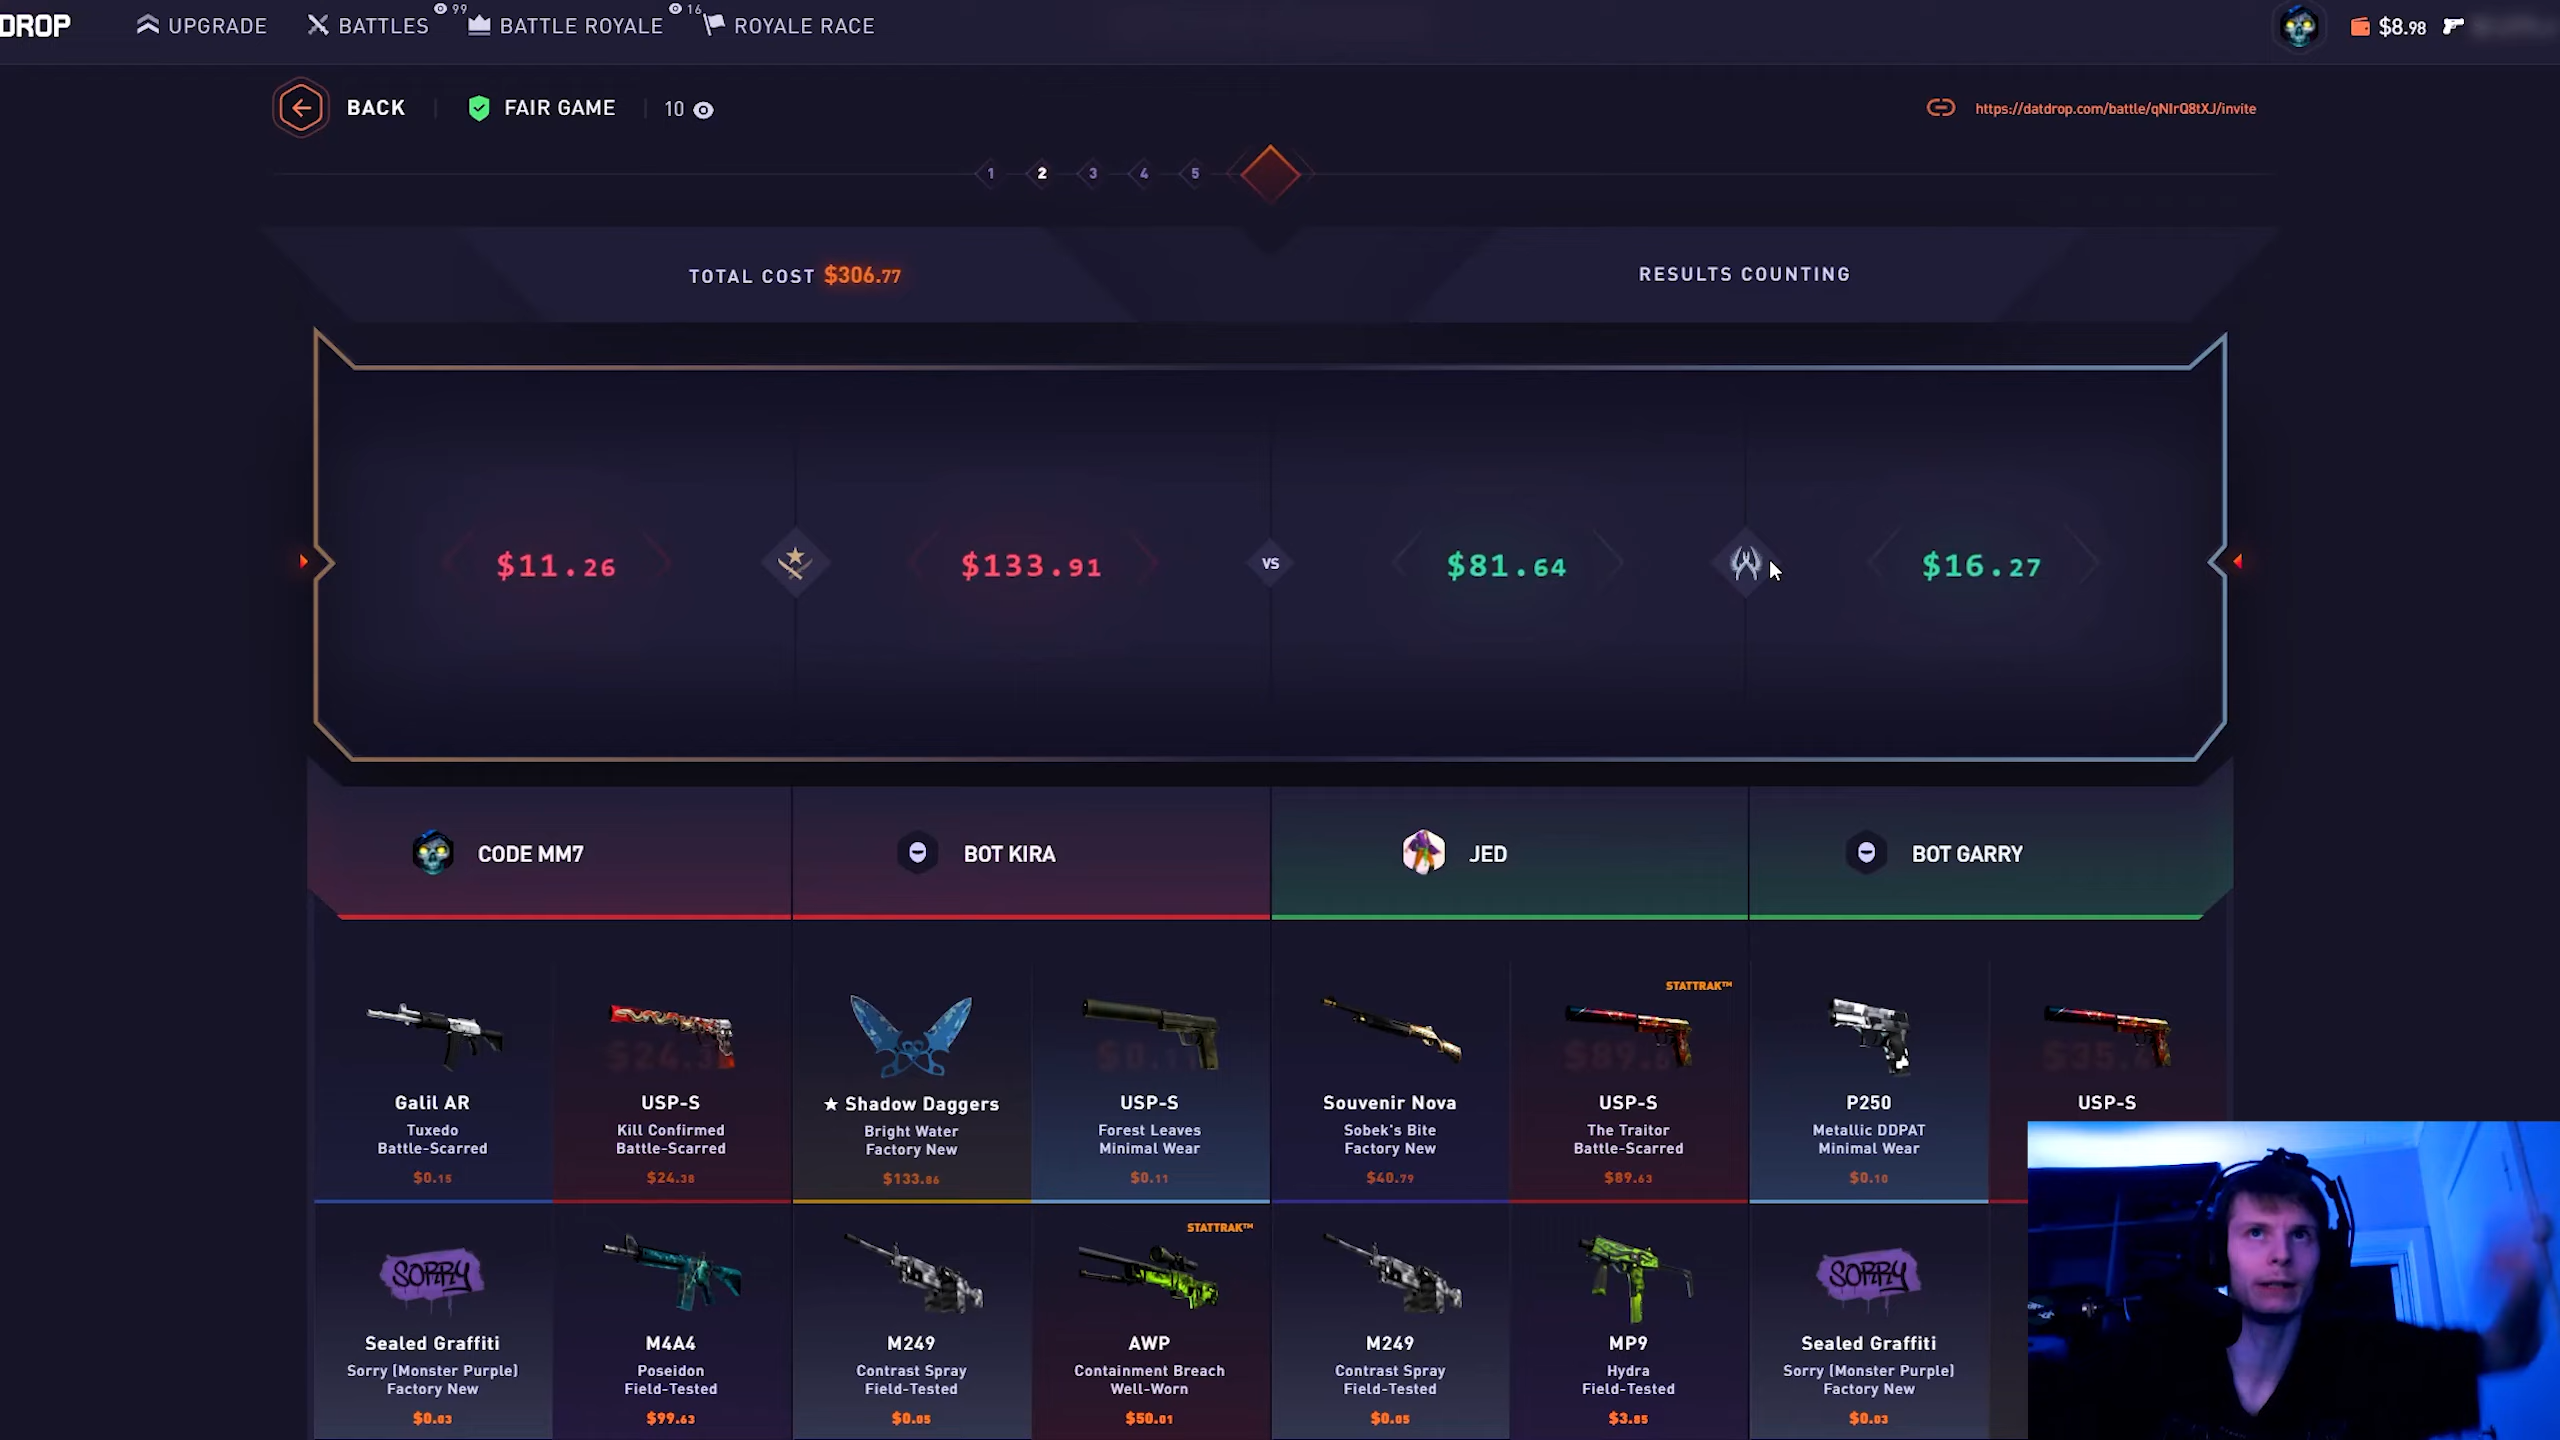 DROP
UPGRADE
BATTLES
99
BATTLE ROYALE
16
ROYALE RACE
$8.98
BACK
FAIR GAME
10
https://datdrop.com/battle/qNIrQ8tXJ/invite
1
2
3
4
5
TOTAL COST $306.77
RESULTS COUNTING
$11.26
$133.91
VS
$81.64
$16.27
CODE MM7
BOT KIRA
JED
BOT GARRY
Galil AR
Tuxedo
Battle-Scarred
$0.15
$24.3
USP-S
Kill Confirmed
Battle-Scarred
$24.38
★ Shadow Daggers
Bright Water
Factory New
$133.86
$0.11
USP-S
Forest Leaves
Minimal Wear
$0.11
Souvenir Nova
Sobek's Bite
Factory New
$40.79
STATTRAK™
$89.6
USP-S
The Traitor
Battle-Scarred
$89.63
P250
Metallic DDPAT
Minimal Wear
$0.10
USP-S
SORRY
Sealed Graffiti
Sorry (Monster Purple)
Factory New
$0.03
M4A4
Poseidon
Field-Tested
$99.63
M249
Contrast Spray
Field-Tested
$0.05
STATTRAK™
AWP
Containment Breach
Well-Worn
$50.01
M249
Contrast Spray
Field-Tested
$0.05
MP9
Hydra
Field-Tested
$3.85
SORRY
Sealed Graffiti
Sorry (Monster Purple)
Factory New
$0.03